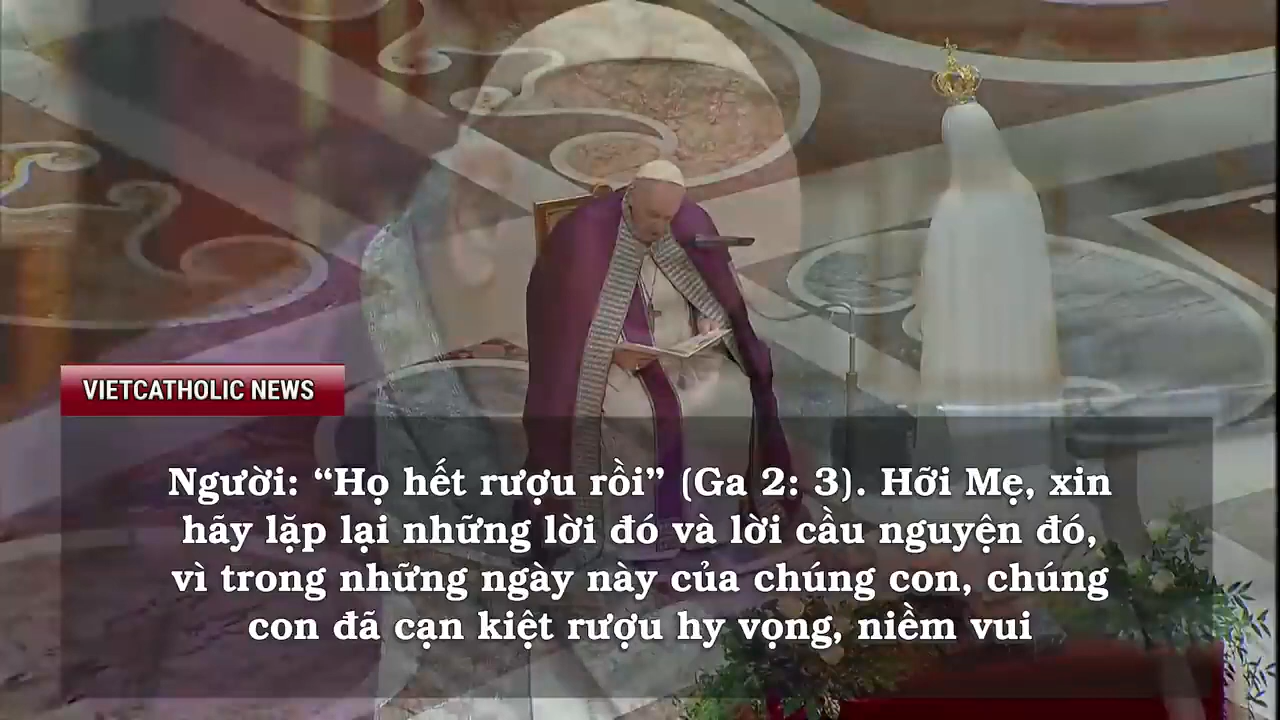 VIETCATHOLIC NEWS
Người: “Họ hết rượu rồi” (Ga 2: 3). Hỡi Mẹ, xin
hãy lặp lại những lời đó và lời cầu nguyện đó,
vì trong những ngày này của chúng con, chúng
con đã cạn kiệt rượu hy vọng, niềm vui